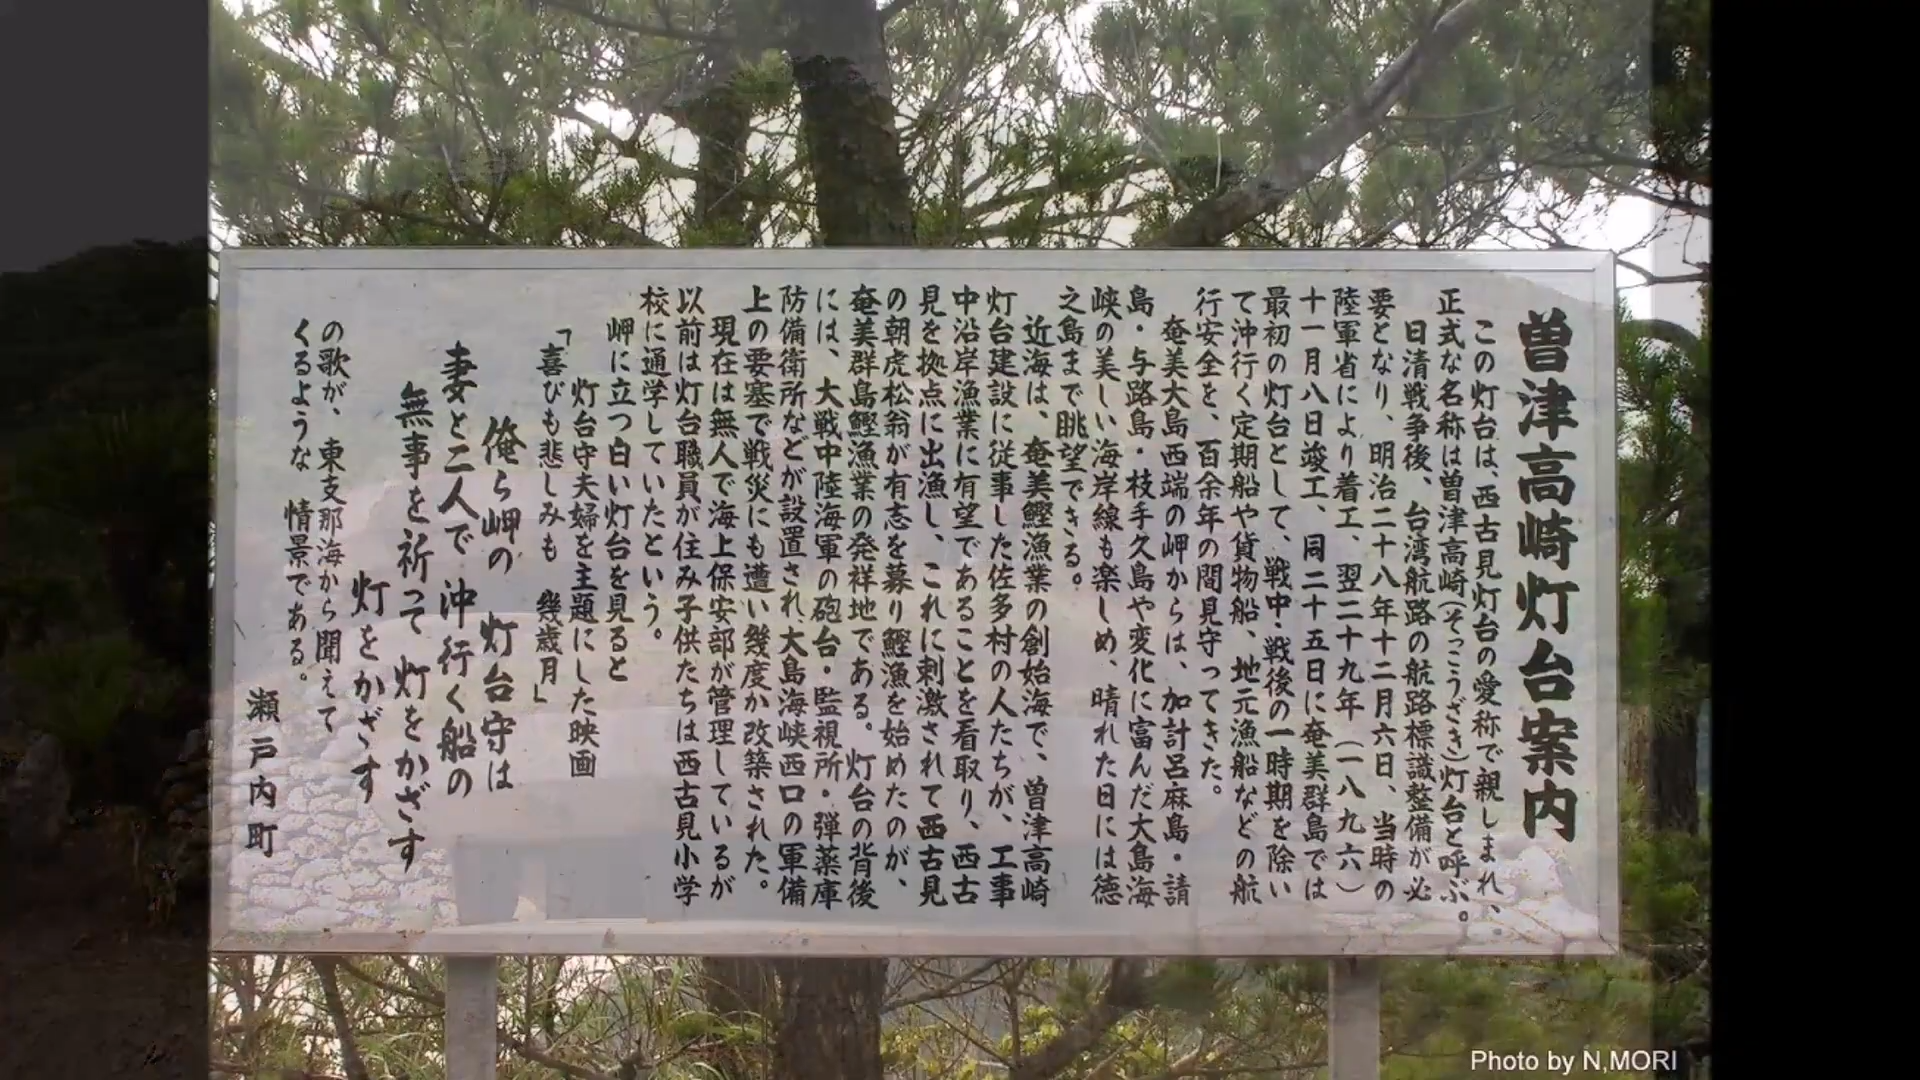 曽津高崎灯台案内
この灯台は、西古見灯台の愛称で親しまれ、
正式な名称は曽津高崎(そっこうざき)灯台と呼ぶ。
日清戦争後、台湾航路の航路標識整備が必
要となり、明治二十八年十二月六日、当時の
陸軍省により着工、翌二十九年(一八九六)
十一月八日竣工、同二十五日に奄美群島では
最初の灯台として、戦中・戦後の一時期を除い
て沖行く定期船や貨物船、地元漁船などの航
行安全を、百余年の間見守ってきた。
奄美大島西端の岬からは、加計呂麻島・請
島・与路島・枝手久島や変化に富んだ大島海
峡の美しい海岸線も楽しめ、晴れた日には徳
之島まで眺望できる。
近海は、奄美鰹漁業の創始海で、曽津高崎
灯台建設に従事した佐多村の人たちが、工事
中沿岸漁業に有望であることを看取り、西古
見を拠点に出漁し、これに刺激されて西古見
の朝虎松翁が有志を募り鰹漁を始めたのが、
奄美群島鰹漁業の発祥地である。灯台の背後
には、大戦中陸海軍の砲台・監視所・弾薬庫
防備衛所などが設置され大島海峡西口の軍備
上の要塞で戦災にも遭い幾度か改築された。
現在は無人で海上保安部が管理しているが
以前は灯台職員が住み子供たちは西古見小学
校に通学していたという。
岬に立つ白い灯台を見ると
灯台守夫婦を主題にした映画
「喜びも悲しみも 幾歳月」
俺ら岬の 灯台守は
妻と二人で 沖行く船の
無事を祈って 灯をかざす
灯をかざす
の歌が、東支那海から聞えて
くるような 情景である。
瀬戸内町
Photo by N,MORI